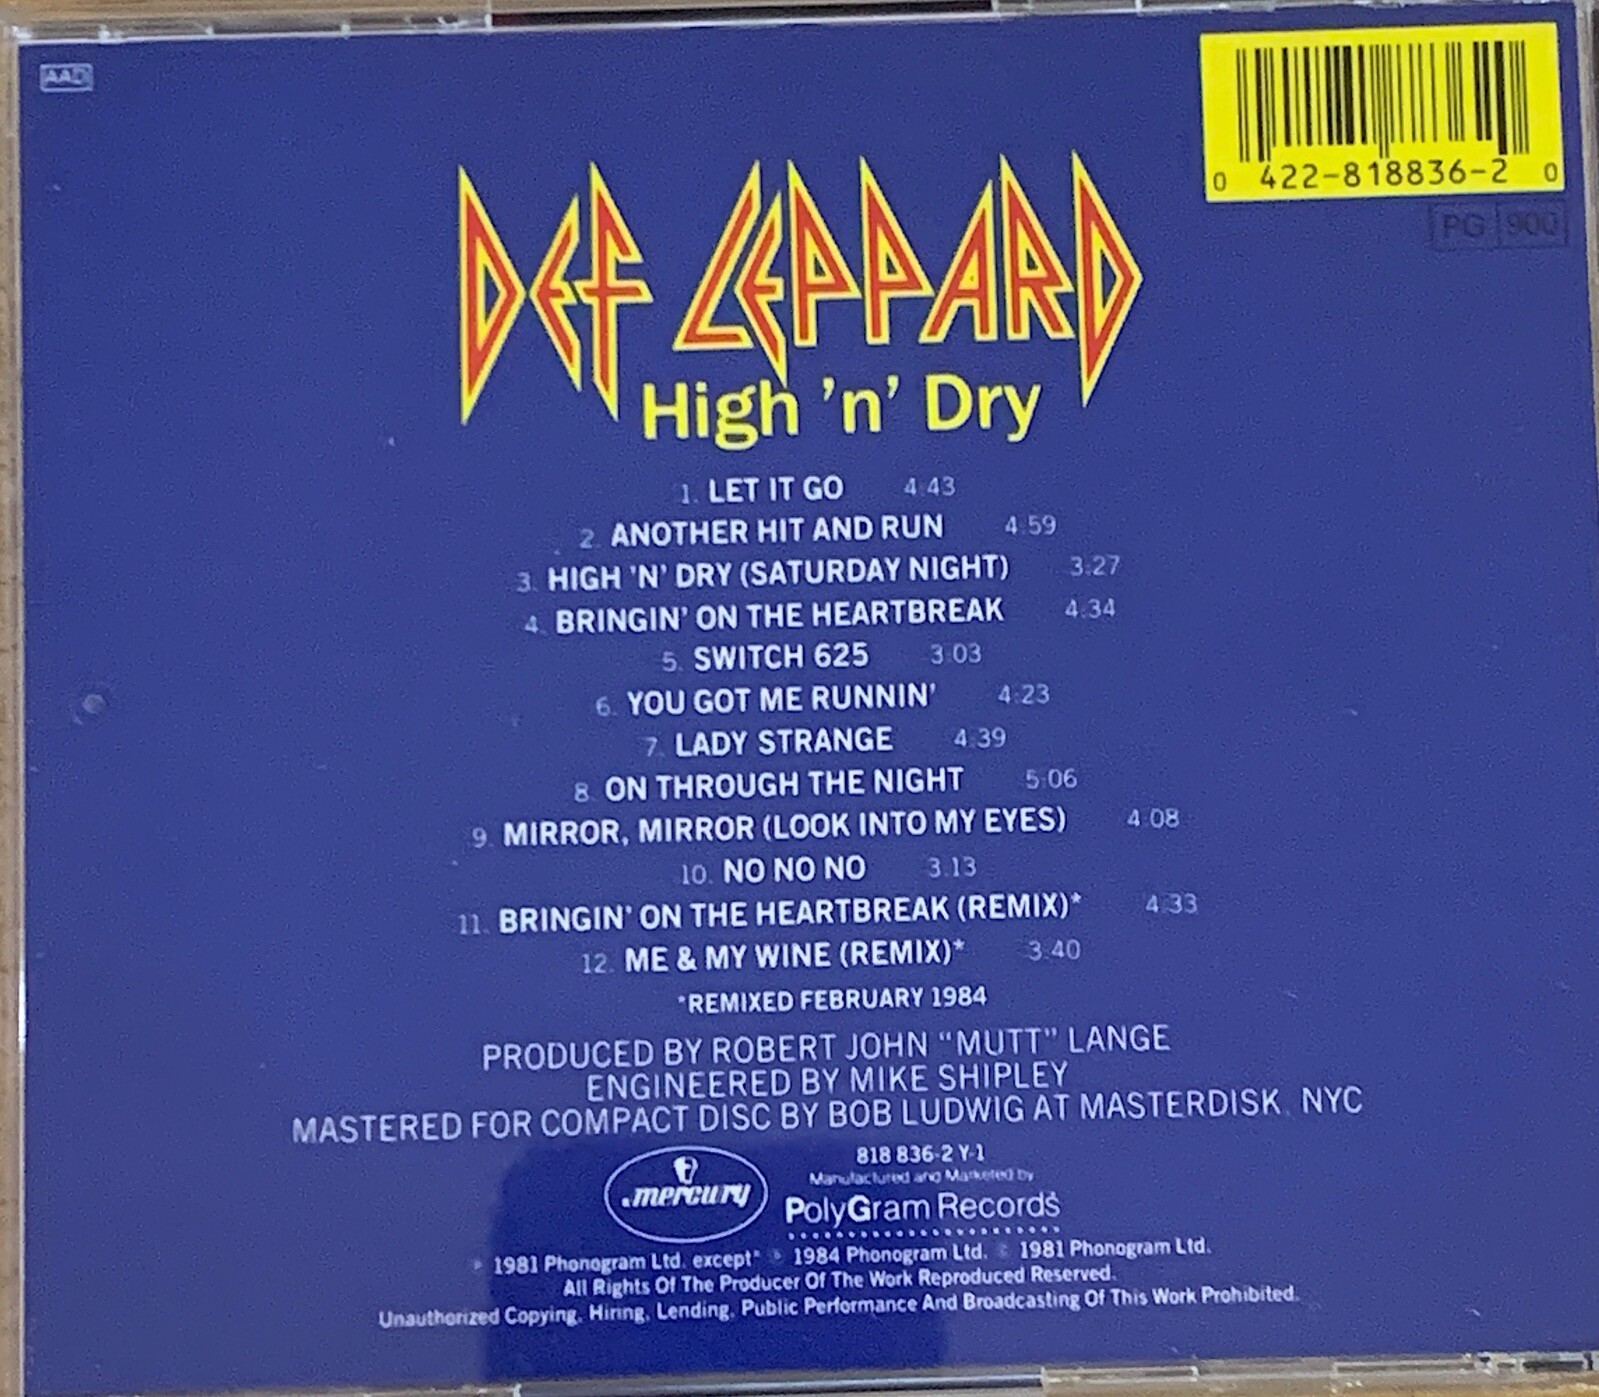 AAD
0 422-818836-2 0
PG 900
DEF LEPPARD
High 'n' Dry
1. LET IT GO 4:43
2. ANOTHER HIT AND RUN 4:59
3. HIGH 'N' DRY (SATURDAY NIGHT) 3:27
4. BRINGIN' ON THE HEARTBREAK 4:34
5. SWITCH 625 3:03
6. YOU GOT ME RUNNIN' 4:23
7. LADY STRANGE 4:39
8. ON THROUGH THE NIGHT 5:06
9. MIRROR, MIRROR (LOOK INTO MY EYES) 4:08
10. NO NO NO 3:13
11. BRINGIN' ON THE HEARTBREAK (REMIX)* 4:33
12. ME & MY WINE (REMIX)* 3:40
*REMIXED FEBRUARY 1984
PRODUCED BY ROBERT JOHN "MUTT" LANGE
ENGINEERED BY MIKE SHIPLEY
MASTERED FOR COMPACT DISC BY BOB LUDWIG AT MASTERDISK, NYC
mercury
818 836-2 Y-1
Manufactured and Marketed by
PolyGram Records
℗ 1981 Phonogram Ltd. except* ℗ 1984 Phonogram Ltd. © 1981 Phonogram Ltd.
All Rights Of The Producer Of The Work Reproduced Reserved.
Unauthorized Copying, Hiring, Lending, Public Performance And Broadcasting Of This Work Prohibited.